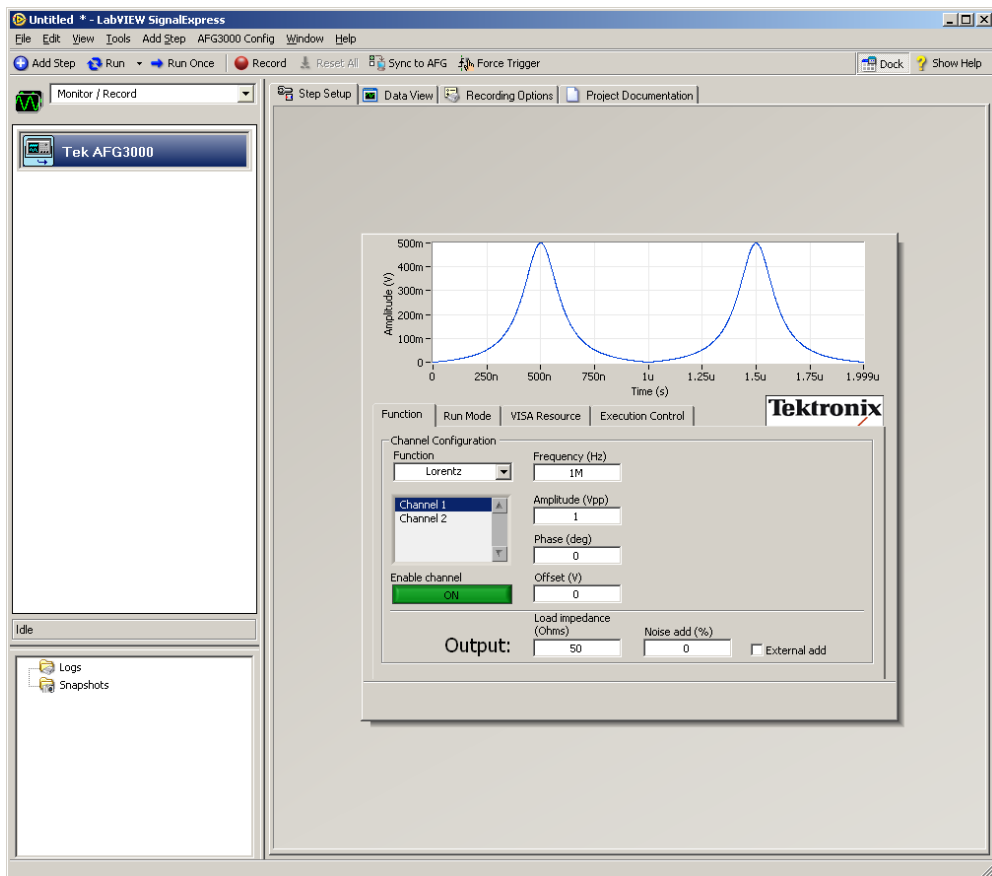 Untitled * - LabVIEW SignalExpress
File Edit View Tools Add Step AFG3000 Config Window Help
Add Step Run Run Once Record Reset All Sync to AFG Force Trigger Dock Show Help
Monitor / Record
Step Setup Data View Recording Options Project Documentation
Tek AFG3000
500m
400m
300m
200m
100m
0
Amplitude (V)
0 250n 500n 750n 1u 1.25u 1.5u 1.75u 1.999u
Time (s)
Tektronix
Function Run Mode VISA Resource Execution Control
Channel Configuration
Function
Lorentz
Frequency (Hz)
1M
Channel 1
Channel 2
Amplitude (Vpp)
1
Phase (deg)
0
Enable channel
ON
Offset (V)
0
Output:
Load impedance
(Ohms)
50
Noise add (%)
0
External add
Idle
Logs
Snapshots